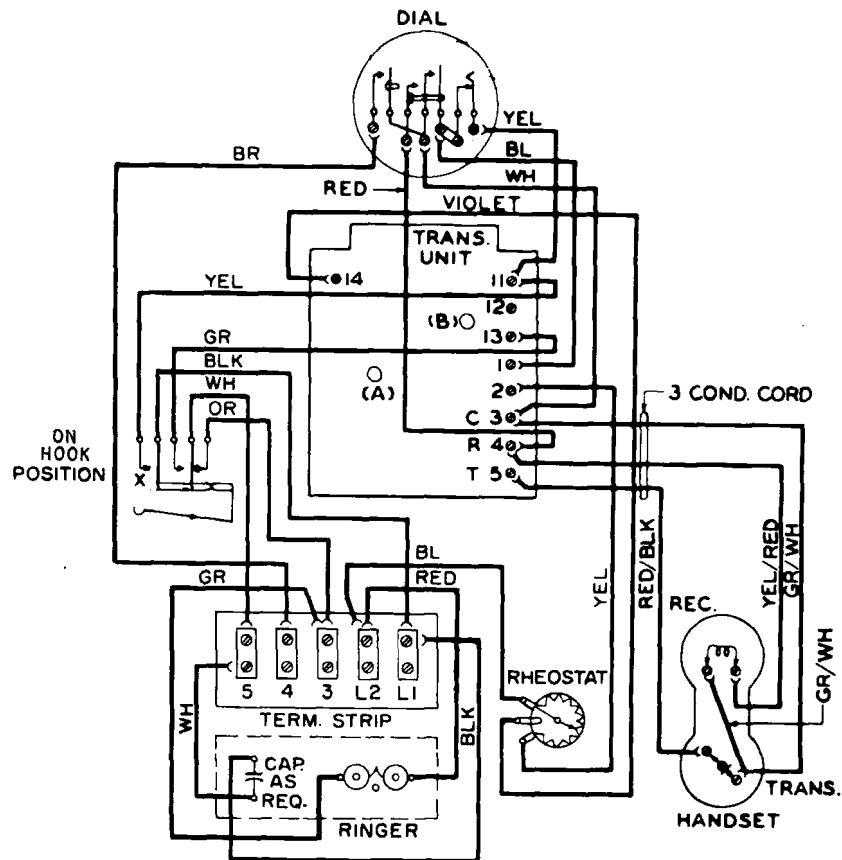 DIAL
YEL
BL
WH
BR
RED
VIOLET
TRANS.
UNIT
14
11
YEL
12
(B)
13
GR
BLK
1
WH
(A)
2
3 COND. CORD
OR
C 3
ON
HOOK
POSITION
R 4
X
T 5
BL
GR
RED
YEL
RED/BLK
YEL/RED
GR/WH
REC.
GR/WH
RHEOSTAT
5 4 3 L2 L1
TERM. STRIP
WH
BLK
CAP.
AS
REQ.
RINGER
TRANS.
HANDSET